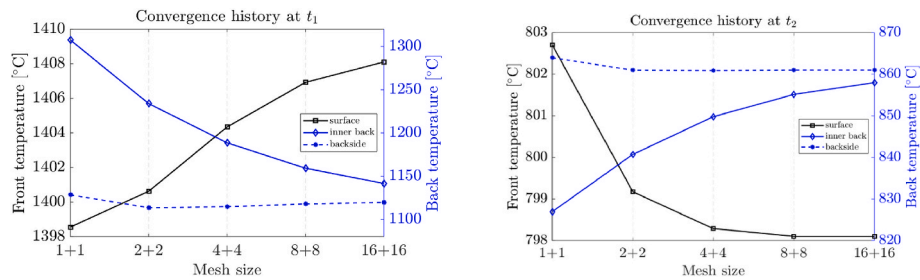 Convergence history at t₁
1410
1408
1406
1404
1402
1400
1398
Front temperature [°C]
1300
1250
1200
1150
1100
Back temperature [°C]
surface
inner back
backside
1+1 2+2 4+4 8+8 16+16
Mesh size
Convergence history at t₂
803
802
801
800
799
798
Front temperature [°C]
870
860
850
840
830
820
Back temperature [°C]
surface
inner back
backside
1+1 2+2 4+4 8+8 16+16
Mesh size